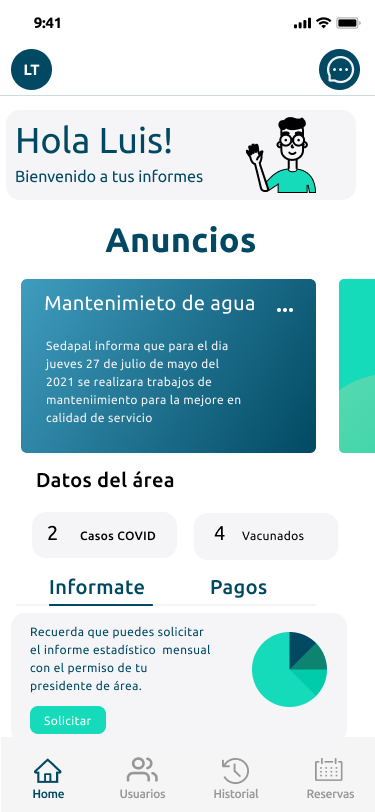 9:41
LT
Hola Luis!
Bienvenido a tus informes
Anuncios
Mantenimieto de agua
Sedapal informa que para el dia
jueves 27 de julio de mayo del
2021 se realizara trabajos de
manteniimiento para la mejore en
calidad de servicio
Datos del área
2 Casos COVID
4 Vacunados
Informate Pagos
Recuerda que puedes solicitar
el informe estadístico mensual
con el permiso de tu
presidente de área.
Solicitar
Home Usuarios Historial Reservas